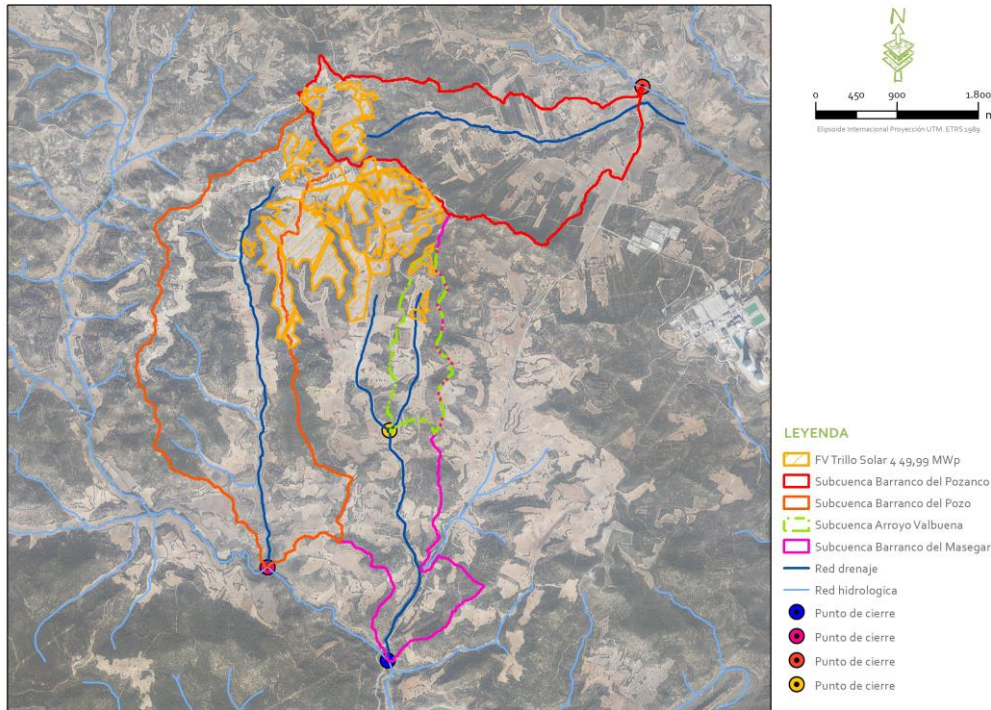 N
0 450 900 1.800
m
Elipsoide Internacional Proyección UTM. ETRS 1989.
LEYENDA
FV Trillo Solar 4 49,99 MWp
Subcuenca Barranco del Pozanco
Subcuenca Barranco del Pozo
Subcuenca Arroyo Valbuena
Subcuenca Barranco del Masegar
Red drenaje
Red hidrologica
Punto de cierre
Punto de cierre
Punto de cierre
Punto de cierre